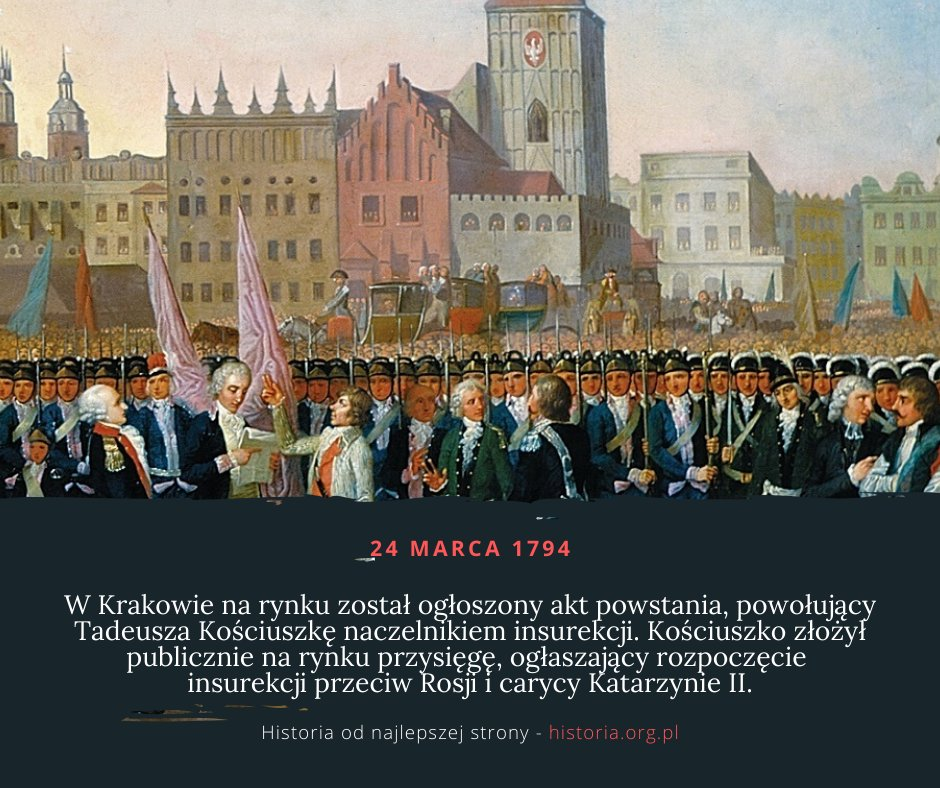 24 MARCA 1794
W Krakowie na rynku został ogłoszony akt powstania, powołujący
Tadeusza Kościuszkę naczelnikiem insurekcji. Kościuszko złożył
publicznie na rynku przysięgę, ogłaszający rozpoczęcie
insurekcji przeciw Rosji i carycy Katarzynie II.
Historia od najlepszej strony - historia.org.pl